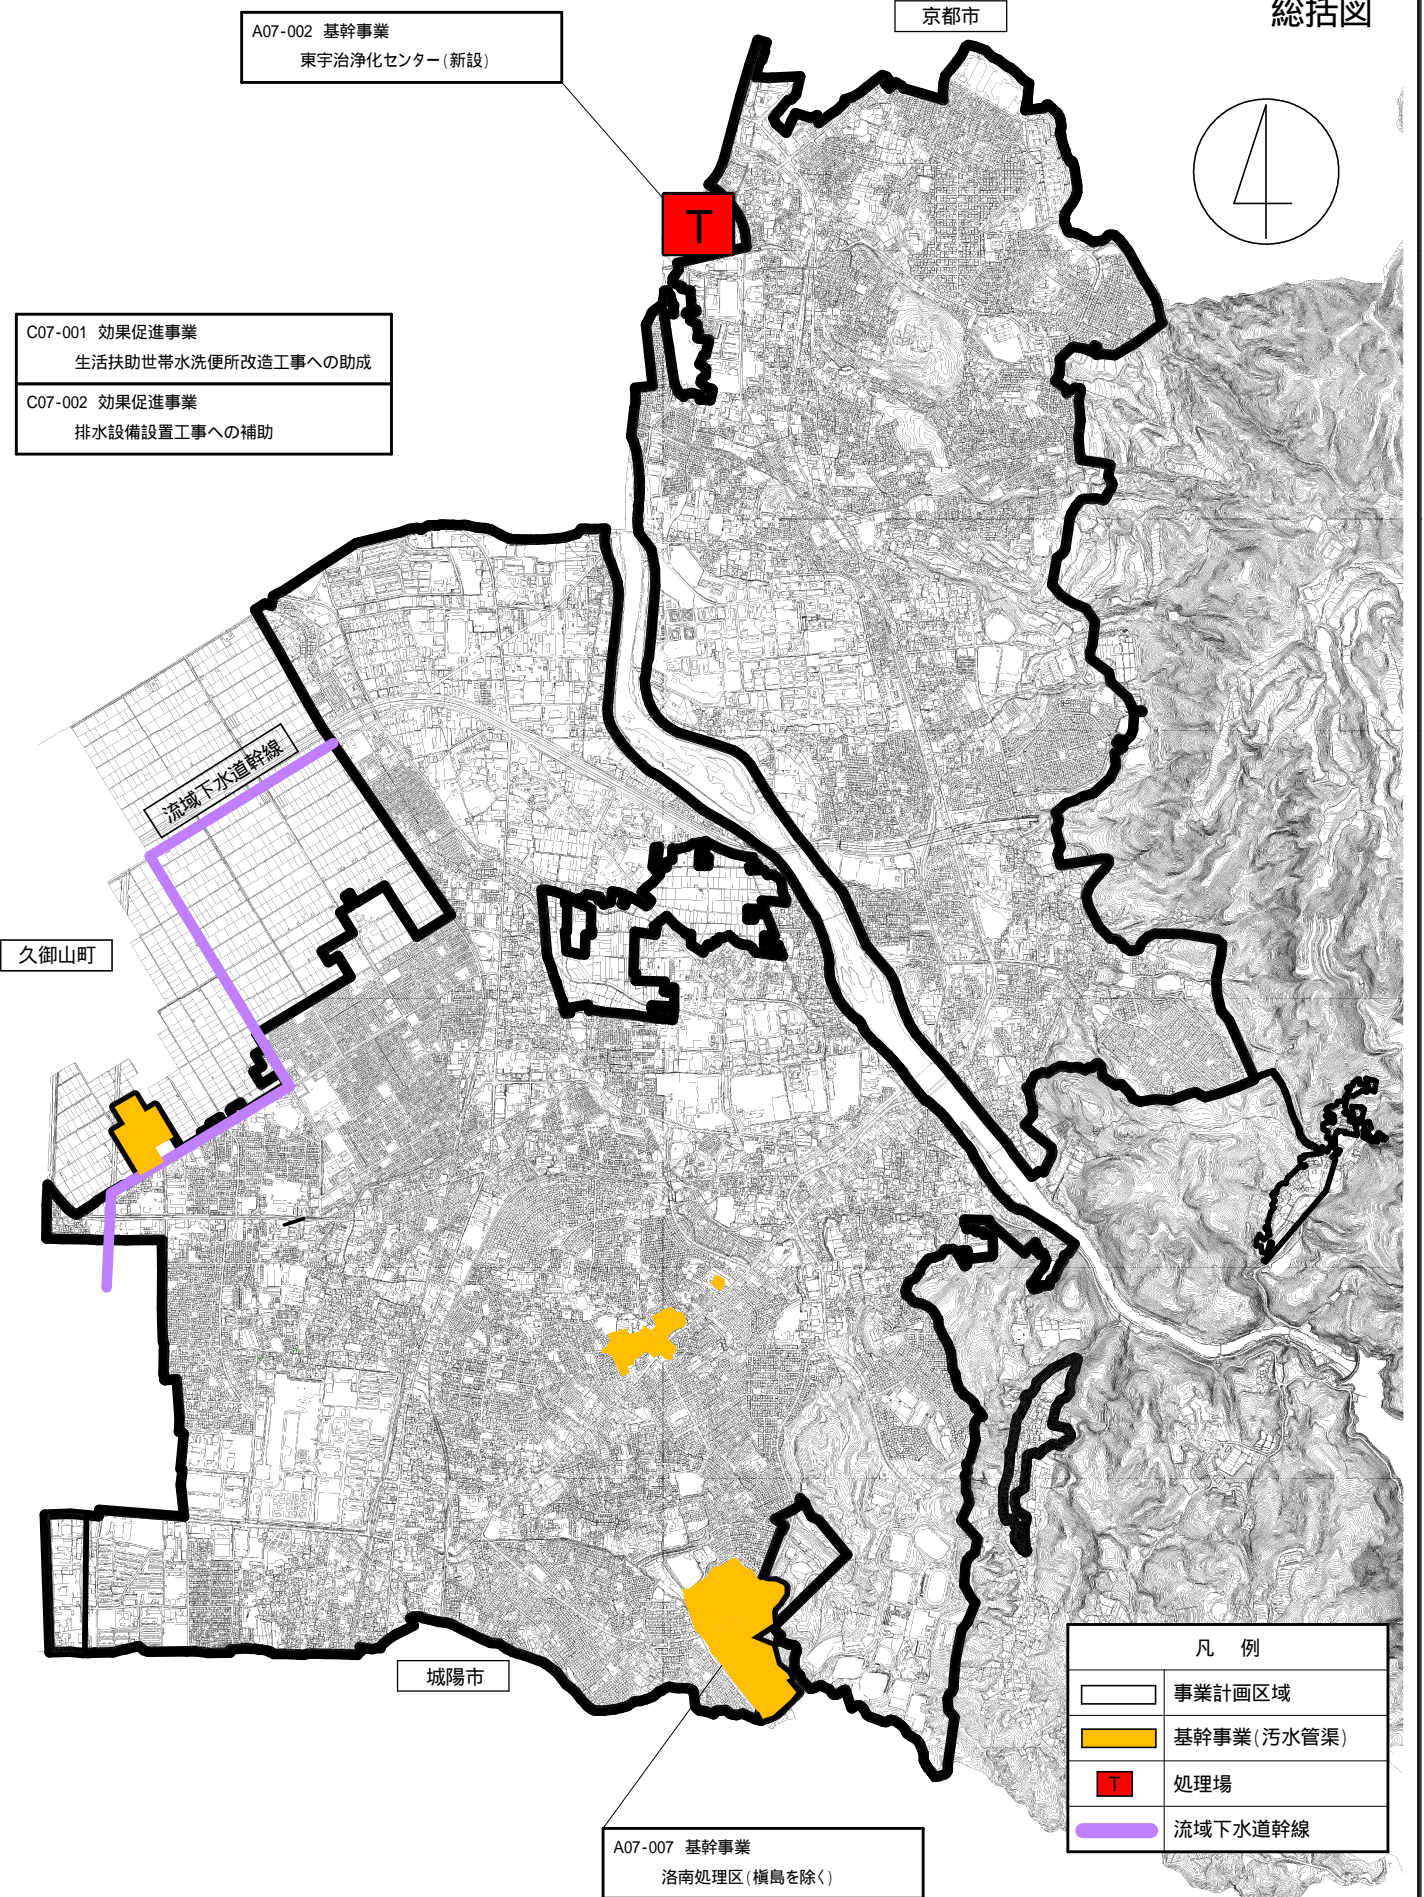 総括図
京都市
A07-002 基幹事業
東宇治浄化センター(新設)
T
C07-001 効果促進事業
生活扶助世帯水洗便所改造工事への助成
C07-002 効果促進事業
排水設備設置工事への補助
流域下水道幹線
久御山町
城陽市
A07-007 基幹事業
洛南処理区(槇島を除く)
凡 例
事業計画区域
基幹事業(汚水管渠)
T 処理場
流域下水道幹線